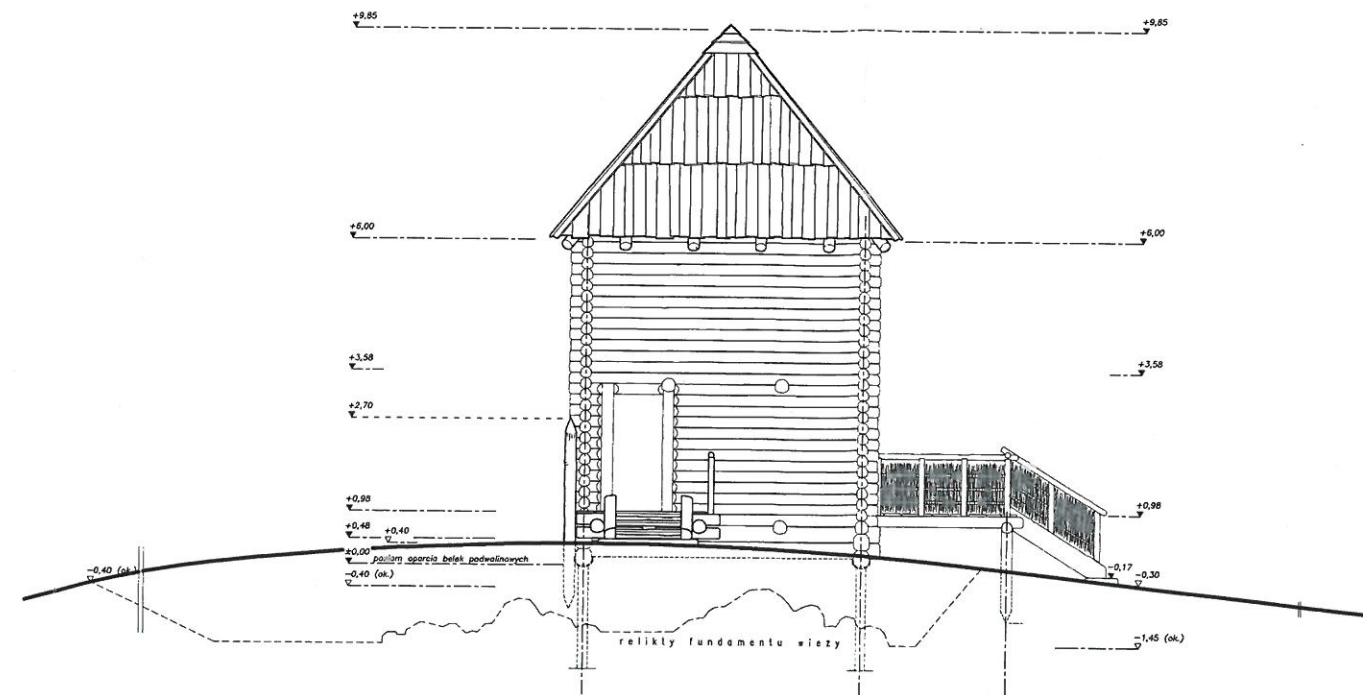 +9,85
+9,85
+6,00
+6,00
+3,58
+3,58
+2,70
+0,98
+0,98
+0,48
+0,40
±0,00 poziom oparcia belek podwalinowych
-0,40 (ok.)
-0,40 (ok.)
-0,17
-0,30
relikty fundamentu wieży
-1,45 (ok.)